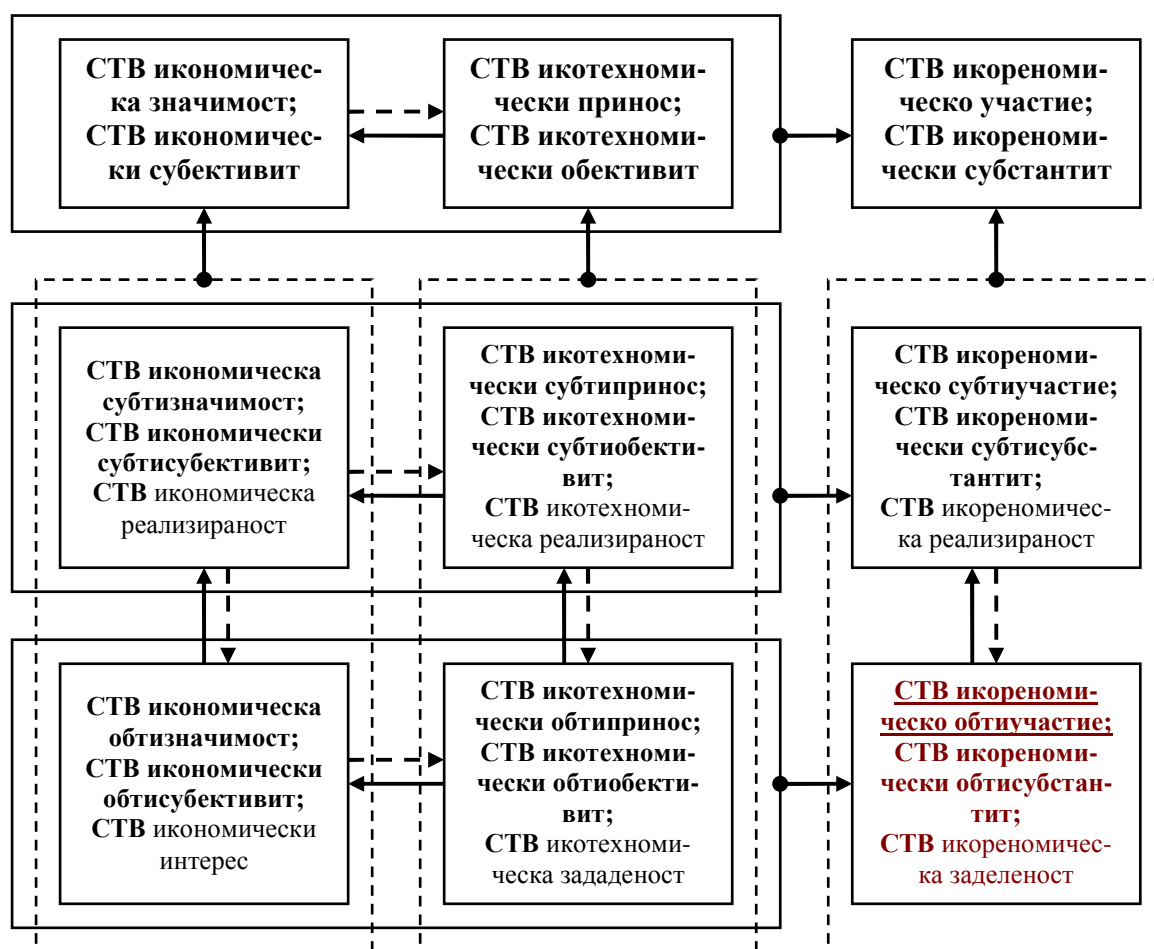 СТВ икономичес-
ка значимост;
СТВ икономичес-
ки субективит
СТВ икотехноми-
чески принос;
СТВ икотехноми-
чески обективит
СТВ икореноми-
ческо участие;
СТВ икореноми-
чески субстантит
СТВ икономическа
субтизначимост;
СТВ икономически
субтисубективит;
СТВ икономическа
реализираност
СТВ икотехноми-
чески субтипринос;
СТВ икотехноми-
чески субтиобекти-
вит;
СТВ икотехноми-
ческа реализираност
СТВ икореноми-
ческо субтиучастие;
СТВ икореноми-
чески субтисубс-
тантит;
СТВ икореномичес-
ка реализираност
СТВ икономическа
обтизначимост;
СТВ икономически
обтисубективит;
СТВ икономически
интерес
СТВ икотехноми-
чески обтипринос;
СТВ икотехноми-
чески обтиобекти-
вит;
СТВ икотехноми-
ческа зададеност
СТВ икореноми-
ческо обтиучастие;
СТВ икореноми-
чески обтисубстан-
тит;
СТВ икореномичес-
ка заделеност